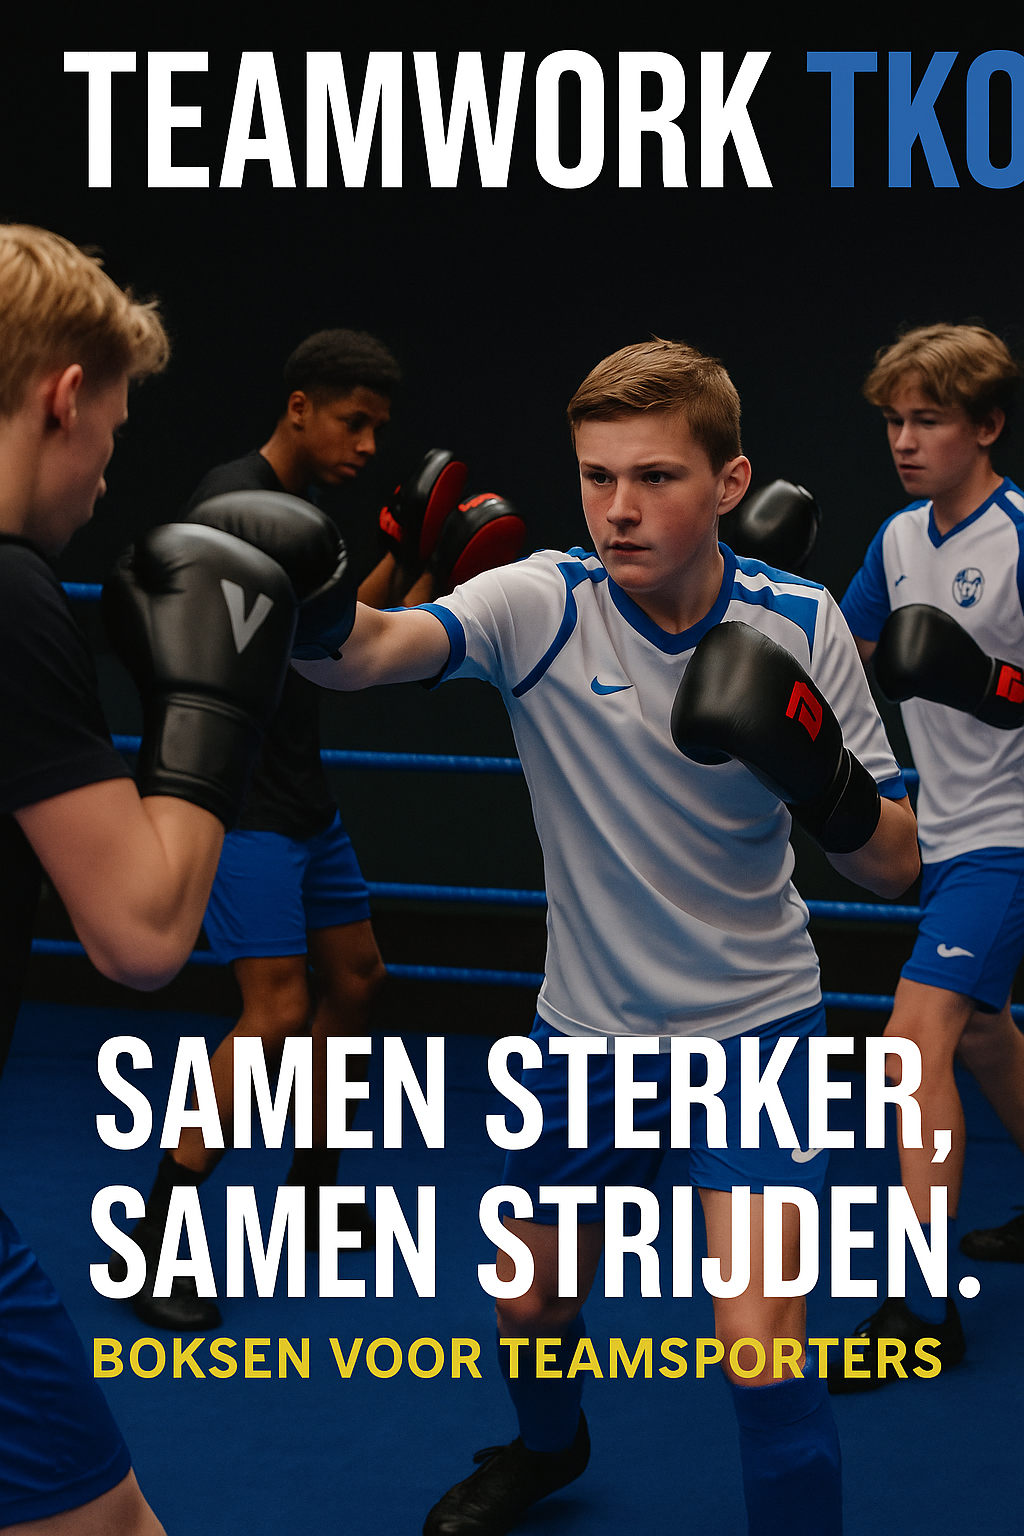 TEAMWORK TKO
SAMEN STERKER,
SAMEN STRIJDEN.
BOKSEN VOOR TEAMSPORTERS
V